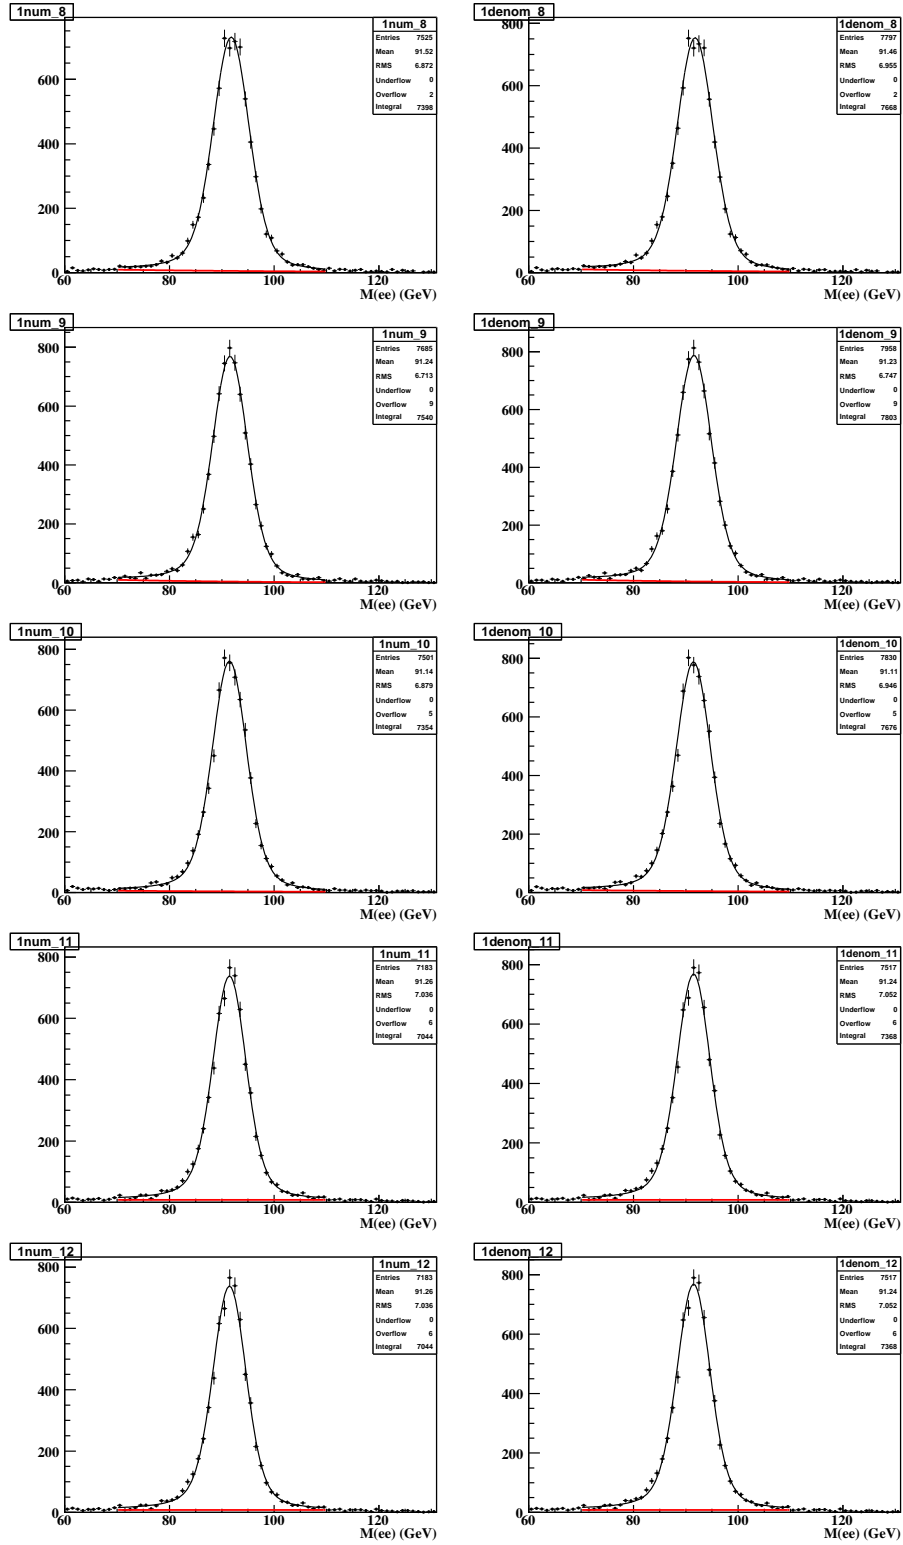 1num_8
1num_8
Entries 7525
Mean 91.52
RMS 6.872
Underflow 0
Overflow 2
Integral 7398
600
400
200
0
60 80 100 120
M(ee) (GeV)
1denom_8
1denom_8
Entries 7797
Mean 91.46
RMS 6.955
Underflow 0
Overflow 2
Integral 7668
800
600
400
200
0
60 80 100 120
M(ee) (GeV)
1num_9
1num_9
Entries 7685
Mean 91.24
RMS 6.713
Underflow 0
Overflow 9
Integral 7540
800
600
400
200
0
60 80 100 120
M(ee) (GeV)
1denom_9
1denom_9
Entries 7958
Mean 91.23
RMS 6.747
Underflow 0
Overflow 9
Integral 7803
800
600
400
200
0
60 80 100 120
M(ee) (GeV)
1num_10
1num_10
Entries 7501
Mean 91.14
RMS 6.879
Underflow 0
Overflow 5
Integral 7354
800
600
400
200
0
60 80 100 120
M(ee) (GeV)
1denom_10
1denom_10
Entries 7830
Mean 91.11
RMS 6.946
Underflow 0
Overflow 5
Integral 7676
800
600
400
200
0
60 80 100 120
M(ee) (GeV)
1num_11
1num_11
Entries 7183
Mean 91.26
RMS 7.036
Underflow 0
Overflow 6
Integral 7044
800
600
400
200
0
60 80 100 120
M(ee) (GeV)
1denom_11
1denom_11
Entries 7517
Mean 91.24
RMS 7.052
Underflow 0
Overflow 6
Integral 7368
800
600
400
200
0
60 80 100 120
M(ee) (GeV)
1num_12
1num_12
Entries 7183
Mean 91.26
RMS 7.036
Underflow 0
Overflow 6
Integral 7044
800
600
400
200
0
60 80 100 120
M(ee) (GeV)
1denom_12
1denom_12
Entries 7517
Mean 91.24
RMS 7.052
Underflow 0
Overflow 6
Integral 7368
800
600
400
200
0
60 80 100 120
M(ee) (GeV)